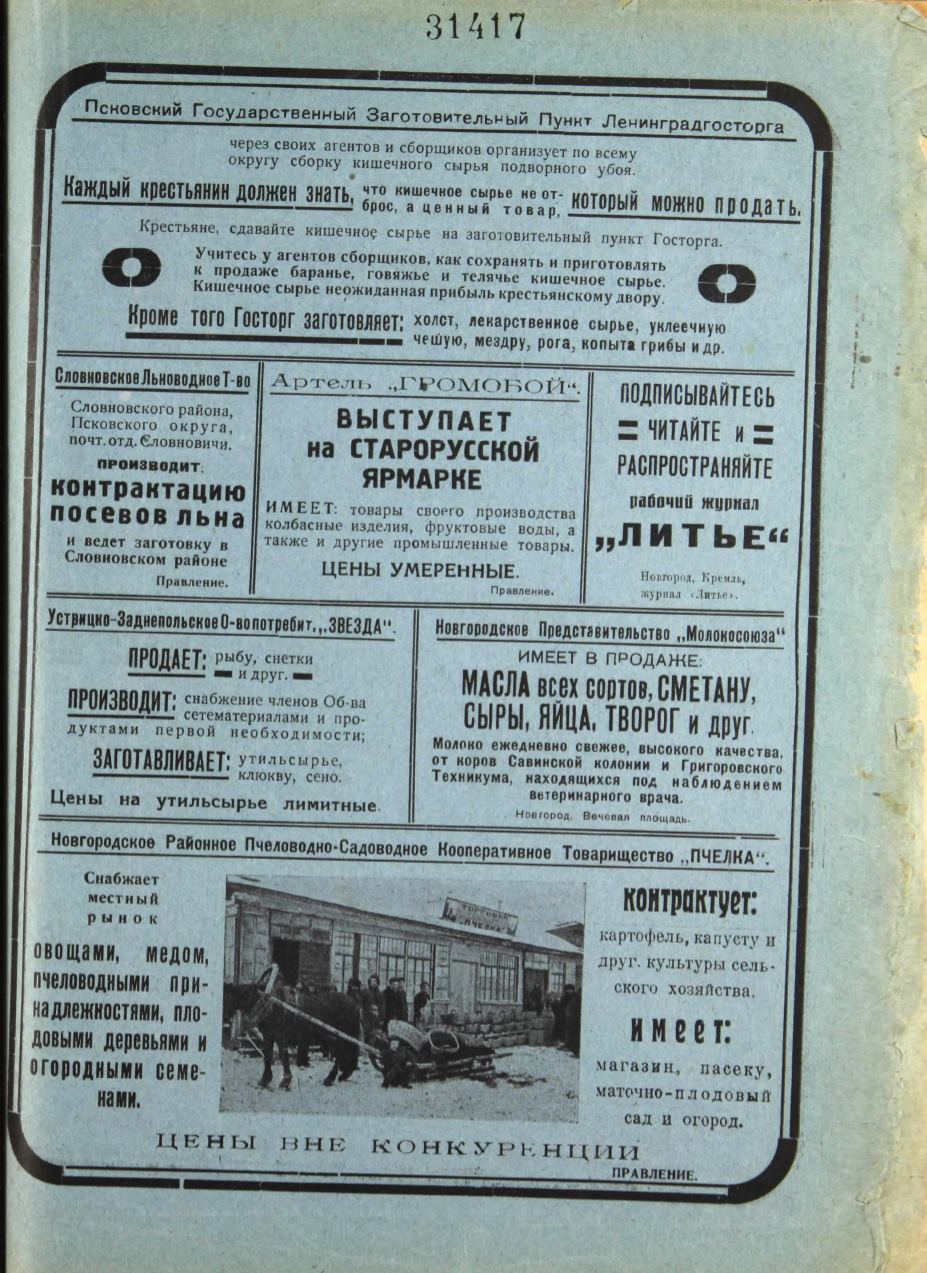 31417
Псковский Государственный Заготовительный Пункт Ленинградгосторга
через своих агентов и сборщиков организует по всему
округу сборку кишечного сырья подворного убоя.
Каждый крестьянин должен знать, что кишечное сырье не от-
брос, а ценный товар, который можно продать.
Крестьяне, сдавайте кишечное сырье на заготовительный пункт Госторга.
Учитесь у агентов сборщиков, как сохранять и приготовлять
к продаже баранье, говяжье и телячье кишечное сырье.
Кишечное сырье неожиданная прибыль крестьянскому двору.
Кроме того Госторг заготовляет: холст, лекарственное сырье, уклеечную
чешую, мездру, рога, копыта грибы и др.
Словновское Льноводное Т-во
Словновского района,
Псковского округа,
почт. отд. Словновичи.
производит:
контрактацию
посевов льна
и ведет заготовку в
Словновском районе
Правление.
Артель „ГРОМОБОЙ“.
ВЫСТУПАЕТ
на СТАРОРУССКОЙ
ЯРМАРКЕ
ИМЕЕТ: товары своего производства
колбасные изделия, фруктовые воды, а
также и другие промышленные товары.
ЦЕНЫ УМЕРЕННЫЕ.
Правление.
ПОДПИСЫВАЙТЕСЬ
ЧИТАЙТЕ и
РАСПРОСТРАНЯЙТЕ
рабочий журнал
„ЛИТЬЕ“
Новгород, Кремль,
журнал «Литье».
Устрицко-Заднепольское О-во потребит. „ЗВЕЗДА“.
ПРОДАЕТ: рыбу, снетки
и друг.
ПРОИЗВОДИТ: снабжение членов Об-ва
сетематериалами и про-
дуктами первой необходимости;
ЗАГОТАВЛИВАЕТ: утильсырье,
клюкву, сено.
Цены на утильсырье лимитные.
Новгородское Представительство „Молокосоюза“
ИМЕЕТ В ПРОДАЖЕ:
МАСЛА всех сортов, СМЕТАНУ,
СЫРЫ, ЯЙЦА, ТВОРОГ и друг.
Молоко ежедневно свежее, высокого качества,
от коров Савинской колонии и Григоровского
Техникума, находящихся под наблюдением
ветеринарного врача.
Новгород, Вечевая площадь.
Новгородское Районное Пчеловодно-Садоводное Кооперативное Товарищество „ПЧЕЛКА“.
Снабжает
местный
рынок
овощами, медом,
пчеловодными при-
надлежностями, пло-
довыми деревьями и
огородными семе-
нами.
ТОРГОВЛЯ
"ПЧЕЛКА"
контрактует:
картофель, капусту и
друг. культуры сель-
ского хозяйства.
имеет:
магазин, пасеку,
маточно-плодовый
сад и огород.
ЦЕНЫ ВНЕ КОНКУРЕНЦИИ
ПРАВЛЕНИЕ.